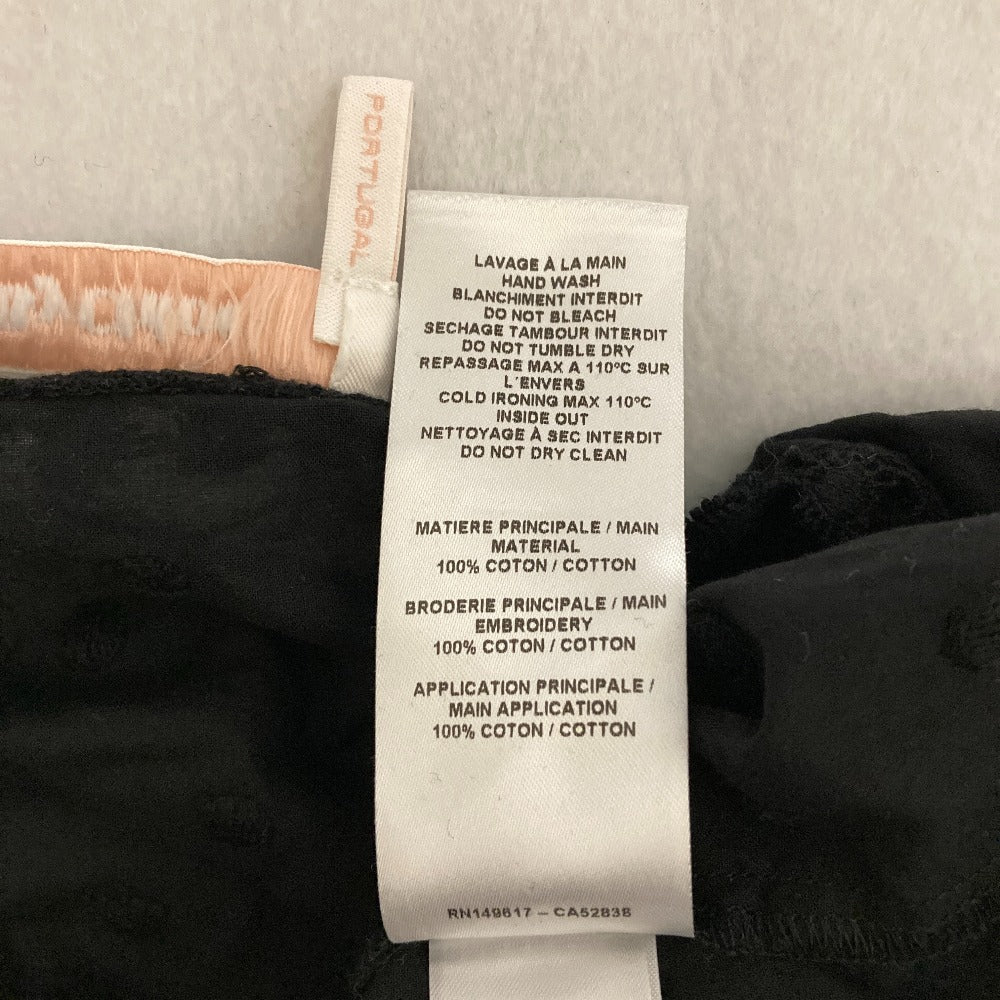 PORTUGAL
LAVAGE À LA MAIN
HAND WASH
BLANCHIMENT INTERDIT
DO NOT BLEACH
SECHAGE TAMBOUR INTERDIT
DO NOT TUMBLE DRY
REPASSAGE MAX A 110°C SUR
L'ENVERS
COLD IRONING MAX 110°C
INSIDE OUT
NETTOYAGE À SEC INTERDIT
DO NOT DRY CLEAN
MATIERE PRINCIPALE / MAIN
MATERIAL
100% COTON / COTTON
BRODERIE PRINCIPALE / MAIN
EMBROIDERY
100% COTON / COTTON
APPLICATION PRINCIPALE /
MAIN APPLICATION
100% COTON / COTTON
RN149617 – CA52838